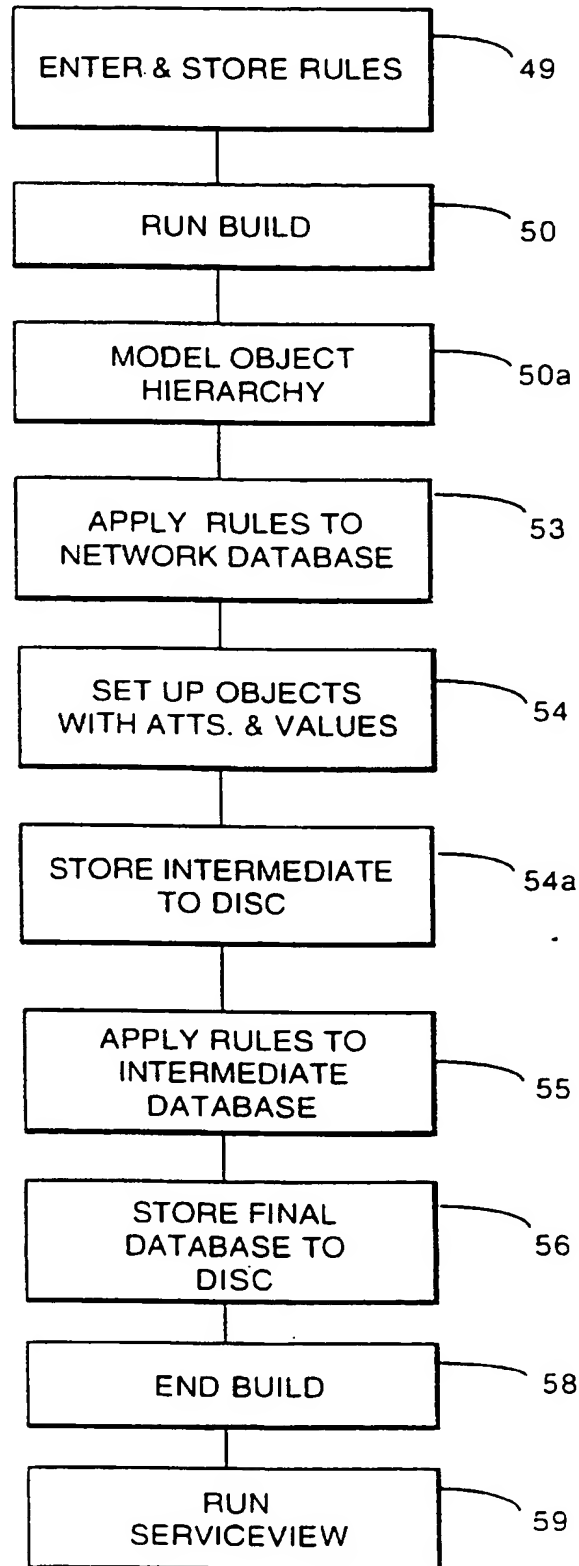 ENTER & STORE RULES
49
RUN BUILD
50
MODEL OBJECT
HIERARCHY
50a
APPLY RULES TO
NETWORK DATABASE
53
SET UP OBJECTS
WITH ATTS. & VALUES
54
STORE INTERMEDIATE
TO DISC
54a
APPLY RULES TO
INTERMEDIATE
DATABASE
55
STORE FINAL
DATABASE TO
DISC
56
END BUILD
58
RUN
SERVICEVIEW
59